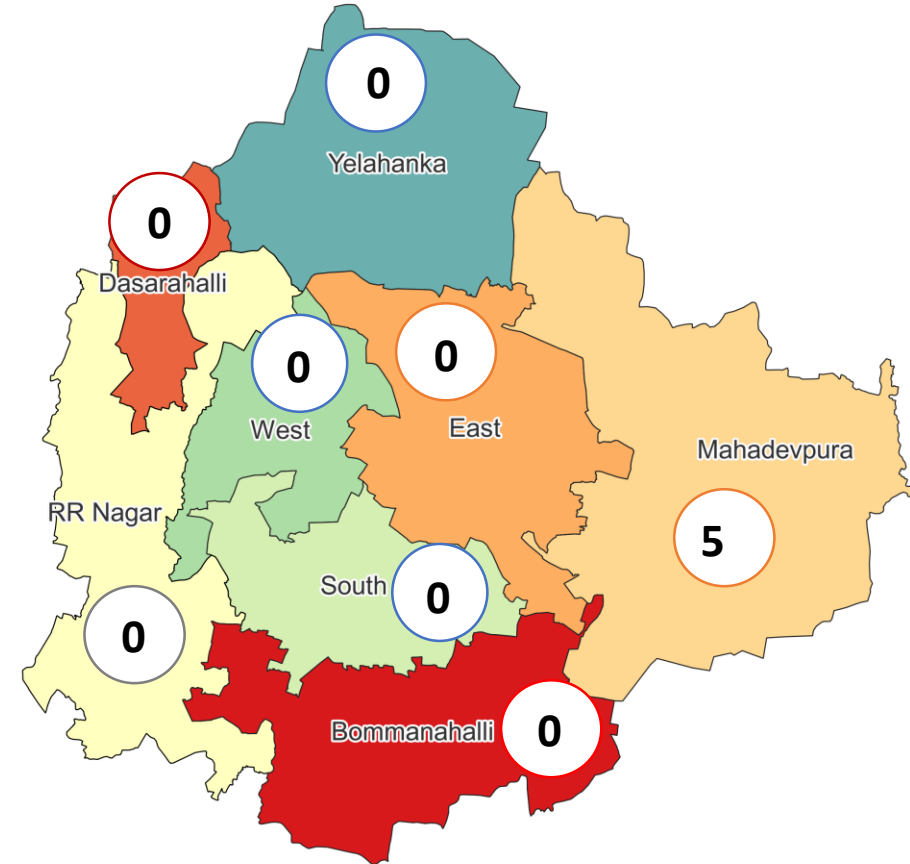 0
Yelahanka
0
Dasarahalli
0
West
0
East
Mahadevpura
5
RR Nagar
0
South
0
Bommanahalli
0